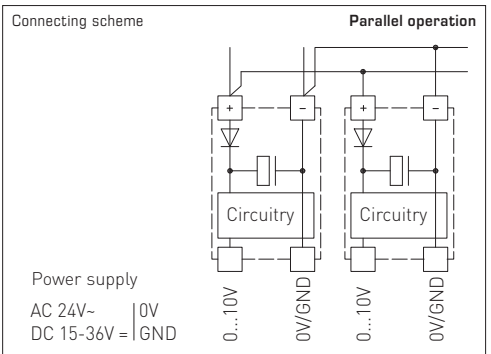 Connecting scheme
Parallel operation
+ − + −
Circuitry Circuitry
0...10V 0V/GND 0...10V 0V/GND
Power supply
AC 24V~ 0V
DC 15-36V = GND